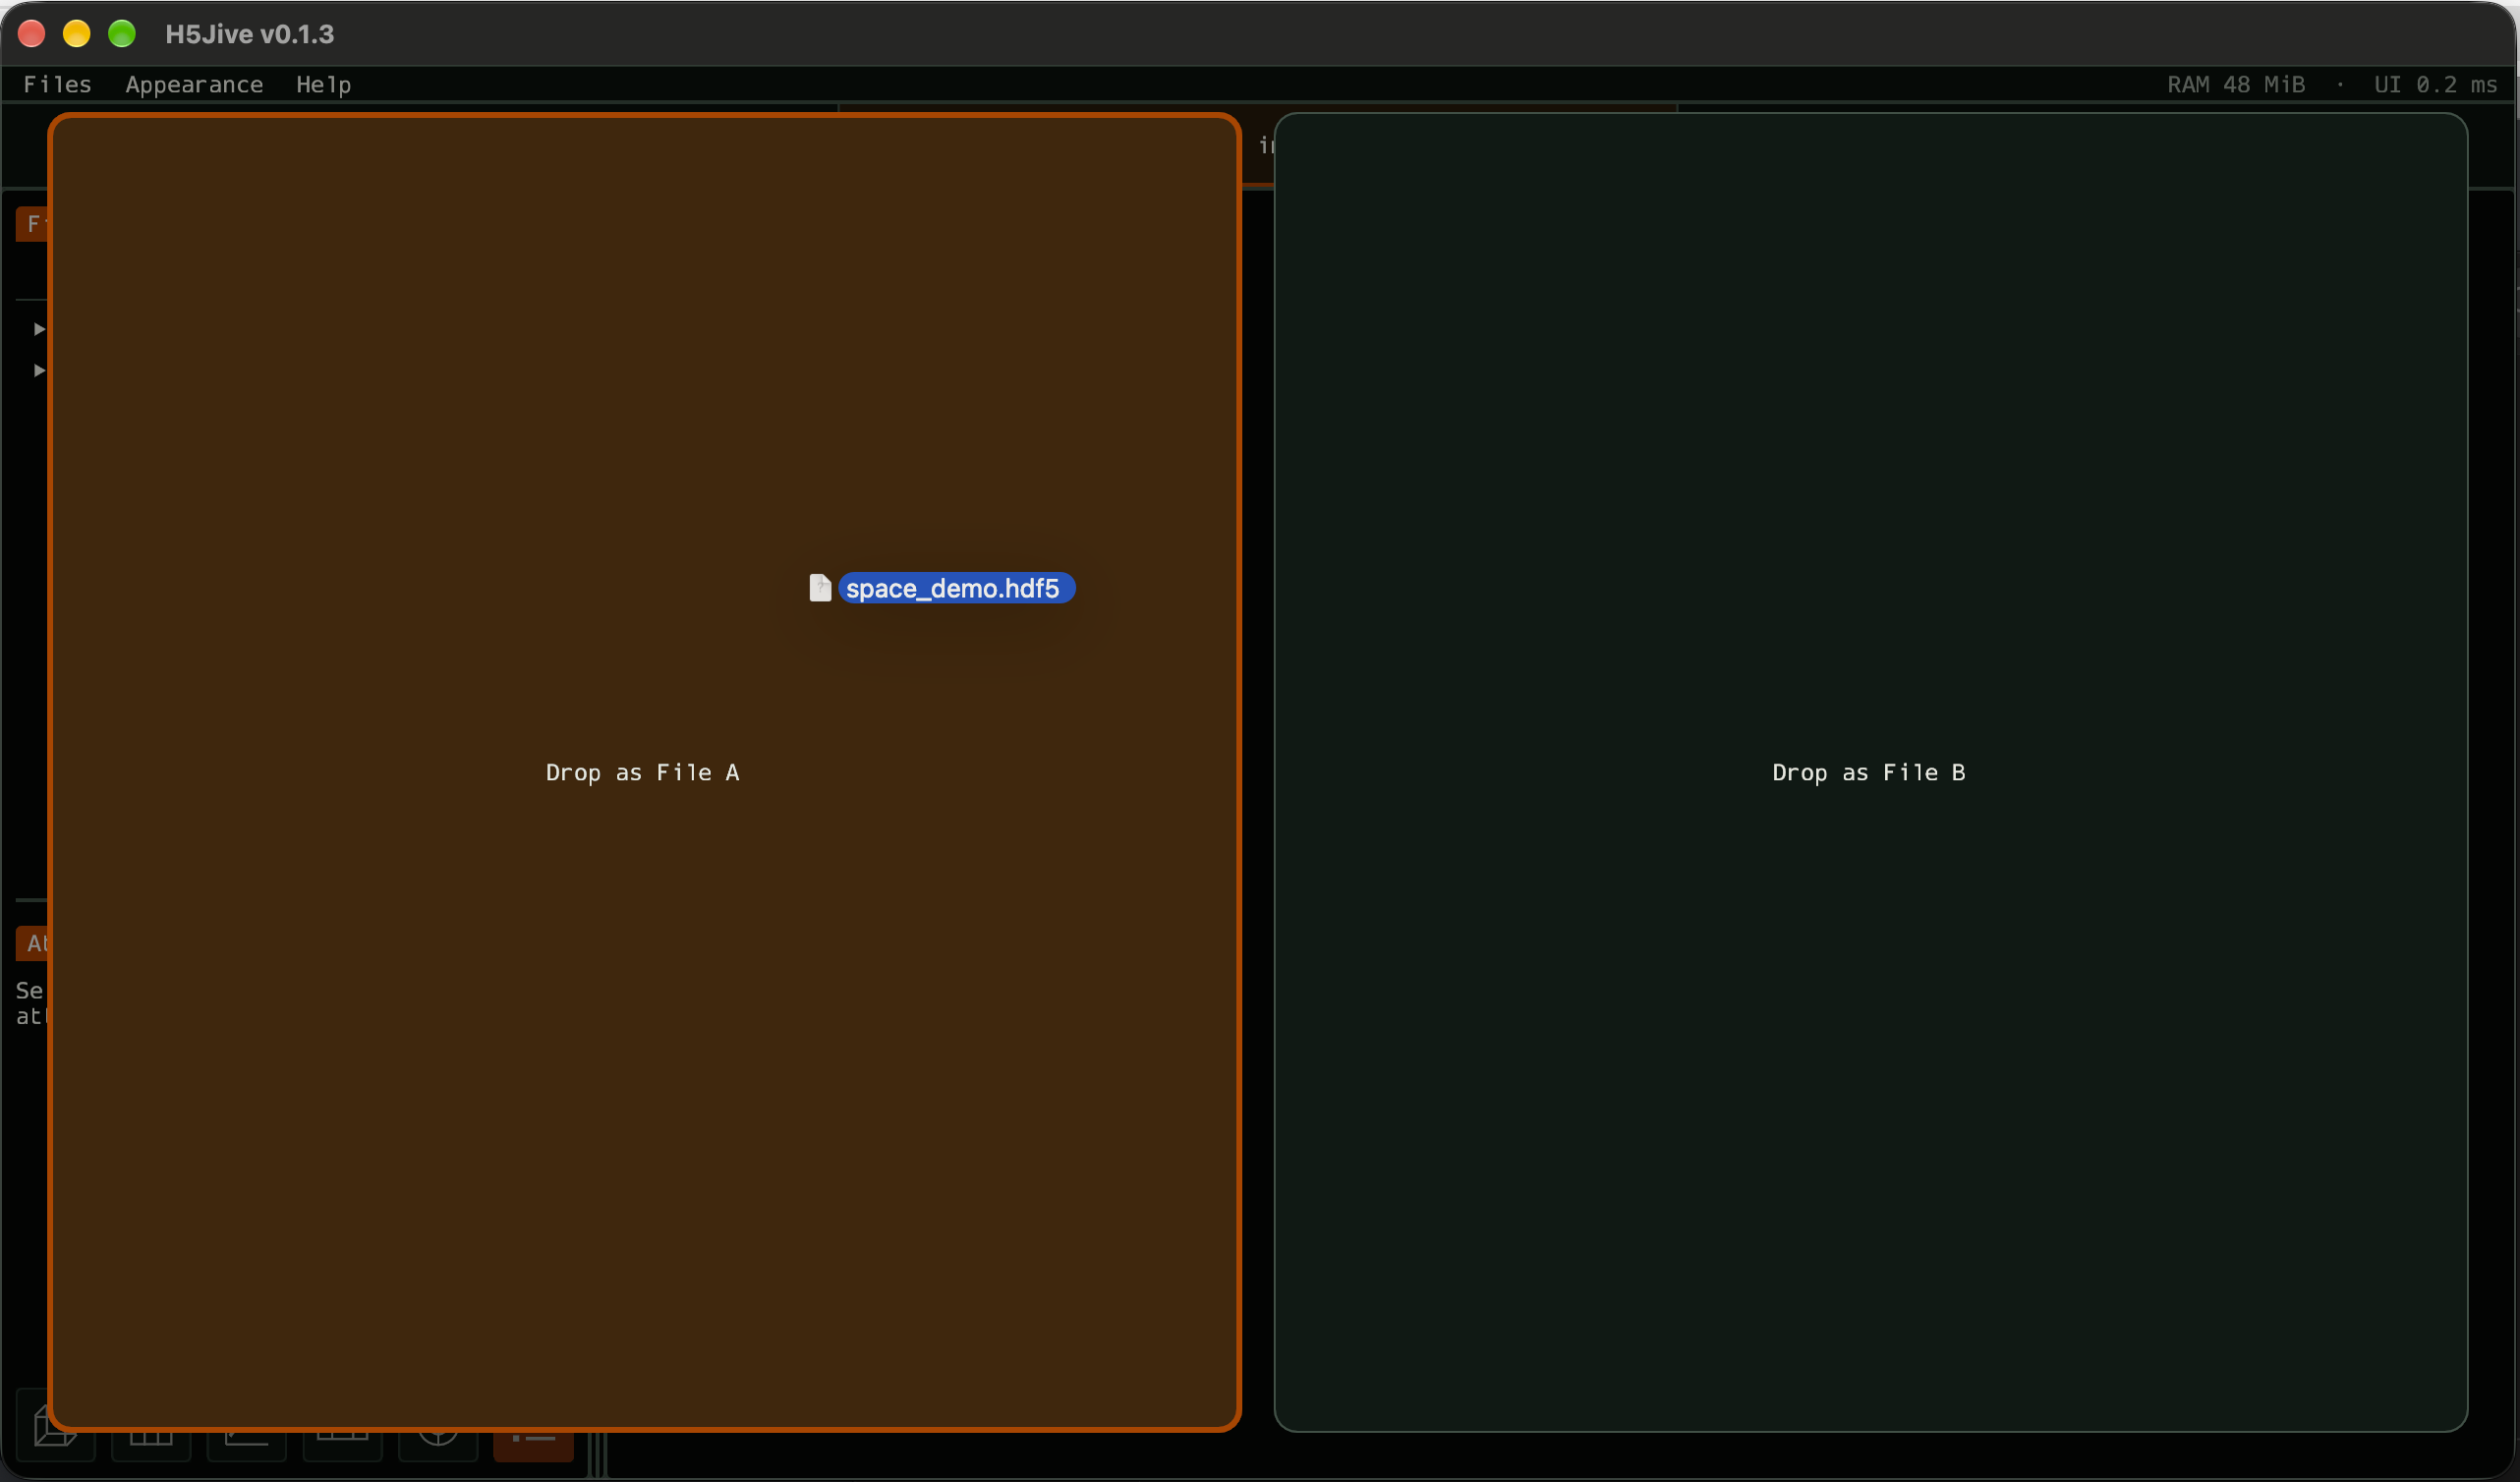 H5Jive v0.1.3
Files Appearance Help RAM 48 MiB · UI 0.2 ms
space_demo.hdf5
Drop as File A
Drop as File B